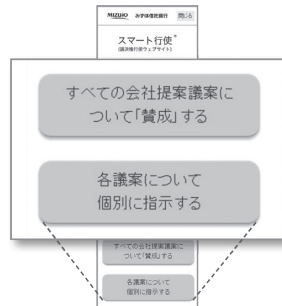 MIZUHO みずほ信託銀行 閉じる
スマート行使®
(議決権行使ウェブサイト)
すべての会社提案議案に
ついて「賛成」する
各議案について
個別に指示する
すべての会社提案議案に
ついて「賛成」する
各議案について
個別に指示する